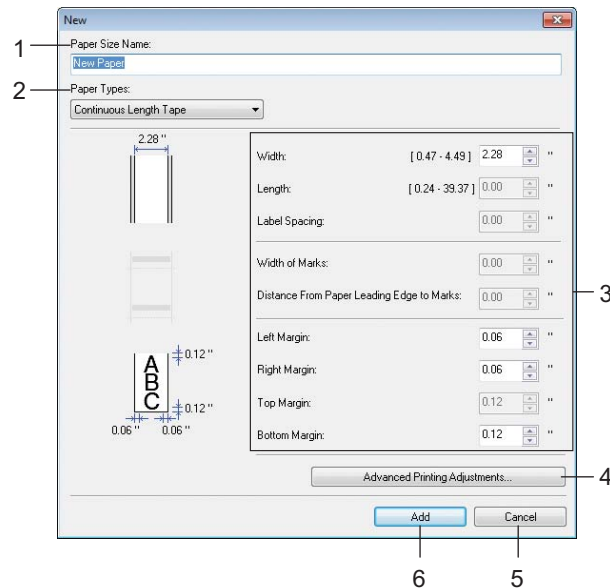 New
1 Paper Size Name:
New Paper
2 Paper Types:
Continuous Length Tape
2.28 "
Width: [ 0.47 - 4.49 ] 2.28 "
Length: [ 0.24 - 39.37 ] 0.00 "
Label Spacing: 0.00 "
Width of Marks: 0.00 "
Distance From Paper Leading Edge to Marks: 0.00 "
3
Left Margin: 0.06 "
Right Margin: 0.06 "
Top Margin: 0.12 "
Bottom Margin: 0.12 "
A
B
C
0.12 "
0.12 "
0.06 " 0.06 "
Advanced Printing Adjustments... 4
Add Cancel
6 5